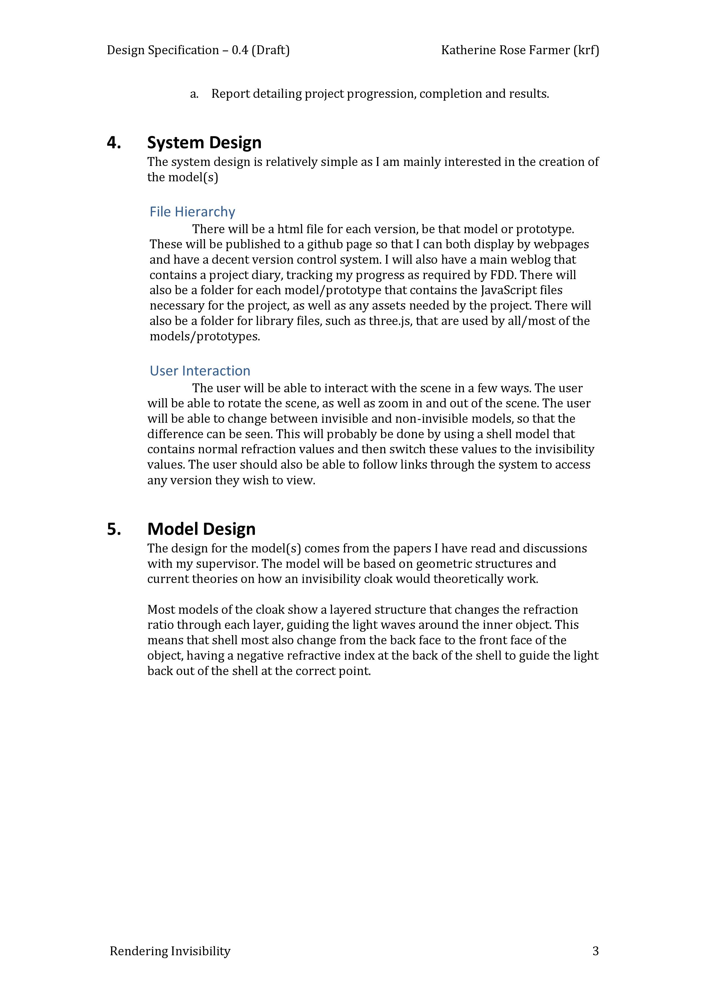 Design Specification – 0.4 (Draft) Katherine Rose Farmer (krf)
a. Report detailing project progression, completion and results.
4. System Design
The system design is relatively simple as I am mainly interested in the creation of
the model(s)
File Hierarchy
There will be a html file for each version, be that model or prototype.
These will be published to a github page so that I can both display by webpages
and have a decent version control system. I will also have a main weblog that
contains a project diary, tracking my progress as required by FDD. There will
also be a folder for each model/prototype that contains the JavaScript files
necessary for the project, as well as any assets needed by the project. There will
also be a folder for library files, such as three.js, that are used by all/most of the
models/prototypes.
User Interaction
The user will be able to interact with the scene in a few ways. The user
will be able to rotate the scene, as well as zoom in and out of the scene. The user
will be able to change between invisible and non-invisible models, so that the
difference can be seen. This will probably be done by using a shell model that
contains normal refraction values and then switch these values to the invisibility
values. The user should also be able to follow links through the system to access
any version they wish to view.
5. Model Design
The design for the model(s) comes from the papers I have read and discussions
with my supervisor. The model will be based on geometric structures and
current theories on how an invisibility cloak would theoretically work.
Most models of the cloak show a layered structure that changes the refraction
ratio through each layer, guiding the light waves around the inner object. This
means that shell most also change from the back face to the front face of the
object, having a negative refractive index at the back of the shell to guide the light
back out of the shell at the correct point.
Rendering Invisibility 3